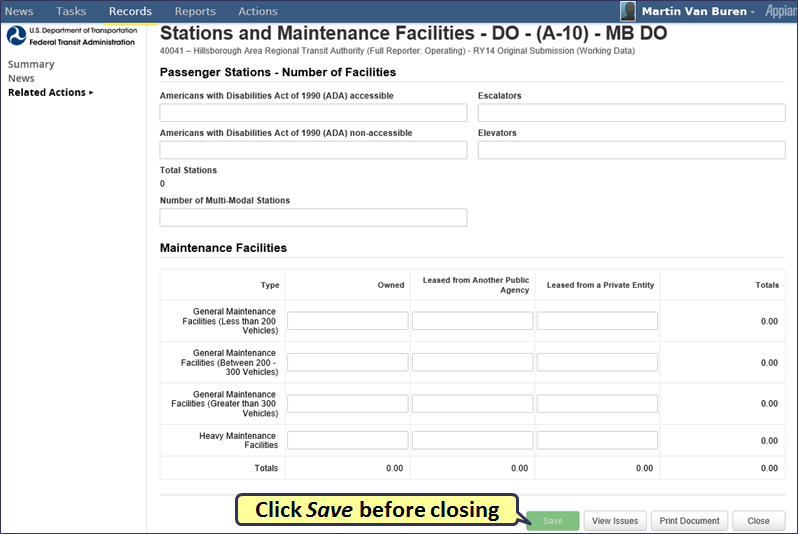 News Tasks Records Reports Actions Martin Van Buren Appian
U.S. Department of Transportation
Federal Transit Administration
Summary
News
Related Actions
Stations and Maintenance Facilities - DO - (A-10) - MB DO
40041 – Hillsborough Area Regional Transit Authority (Full Reporter: Operating) - RY14 Original Submission (Working Data)
Passenger Stations - Number of Facilities
Americans with Disabilities Act of 1990 (ADA) accessible Escalators
Americans with Disabilities Act of 1990 (ADA) non-accessible Elevators
Total Stations
0
Number of Multi-Modal Stations
Maintenance Facilities
Type Owned Leased from Another Public Agency Leased from a Private Entity Totals
General Maintenance
Facilities (Less than 200
Vehicles)
0.00
General Maintenance
Facilities (Between 200 -
300 Vehicles)
0.00
General Maintenance
Facilities (Greater than 300
Vehicles)
0.00
Heavy Maintenance
Facilities
0.00
Totals 0.00 0.00 0.00 0.00
Click Save before closing
Save View Issues Print Document Close